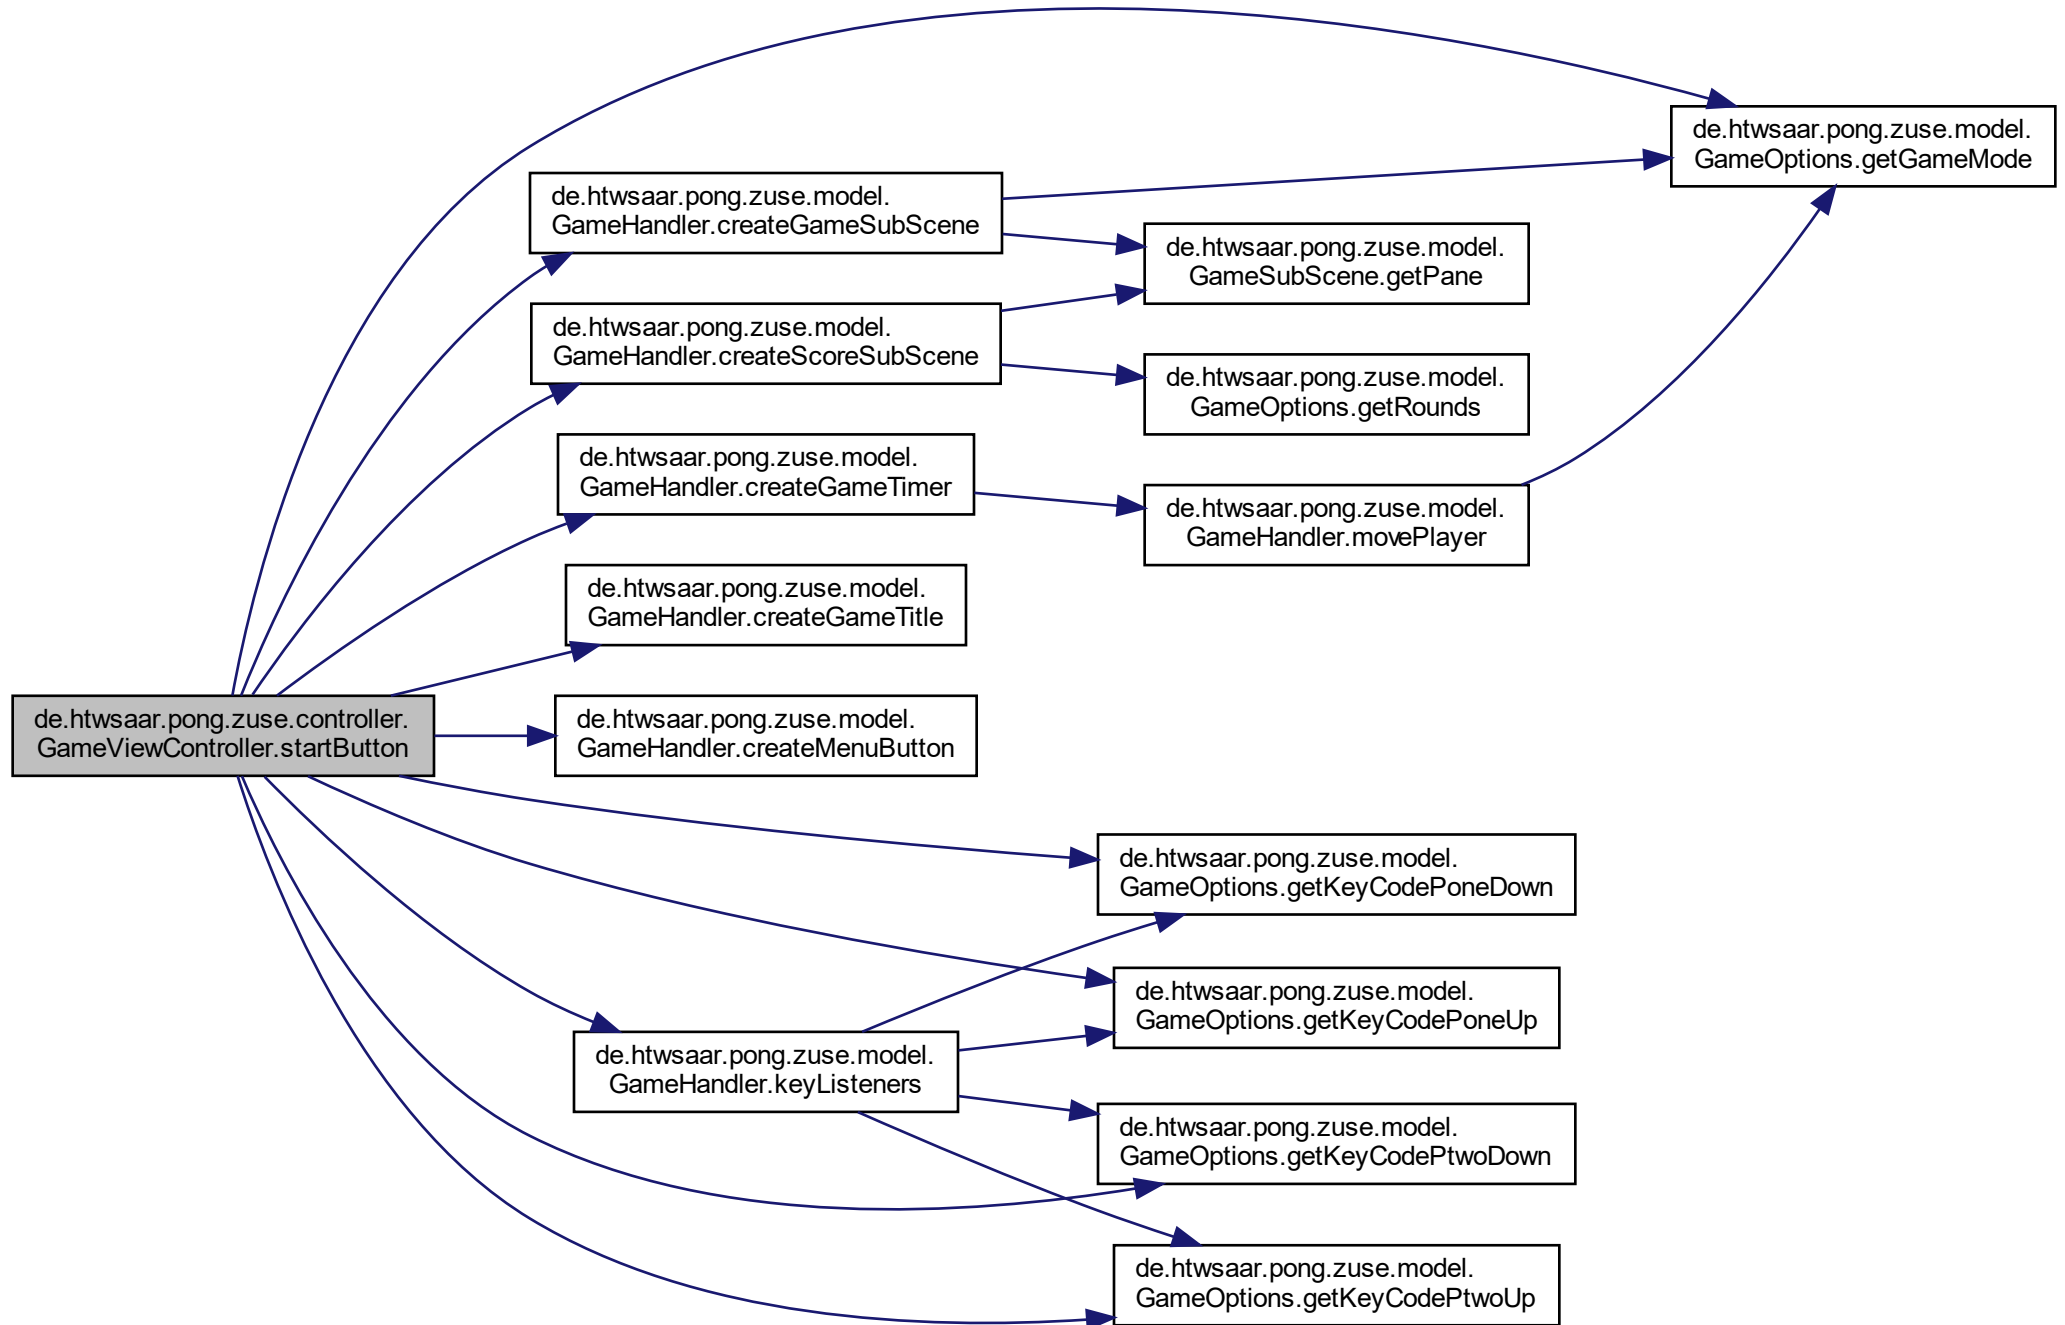 de.htwsaar.pong.zuse.model.
GameOptions.getGameMode
de.htwsaar.pong.zuse.model.
GameHandler.createGameSubScene
de.htwsaar.pong.zuse.model.
GameSubScene.getPane
de.htwsaar.pong.zuse.model.
GameHandler.createScoreSubScene
de.htwsaar.pong.zuse.model.
GameOptions.getRounds
de.htwsaar.pong.zuse.model.
GameHandler.createGameTimer
de.htwsaar.pong.zuse.model.
GameHandler.movePlayer
de.htwsaar.pong.zuse.model.
GameHandler.createGameTitle
de.htwsaar.pong.zuse.controller.
GameViewController.startButton
de.htwsaar.pong.zuse.model.
GameHandler.createMenuButton
de.htwsaar.pong.zuse.model.
GameOptions.getKeyCodePoneDown
de.htwsaar.pong.zuse.model.
GameOptions.getKeyCodePoneUp
de.htwsaar.pong.zuse.model.
GameHandler.keyListeners
de.htwsaar.pong.zuse.model.
GameOptions.getKeyCodePtwoDown
de.htwsaar.pong.zuse.model.
GameOptions.getKeyCodePtwoUp